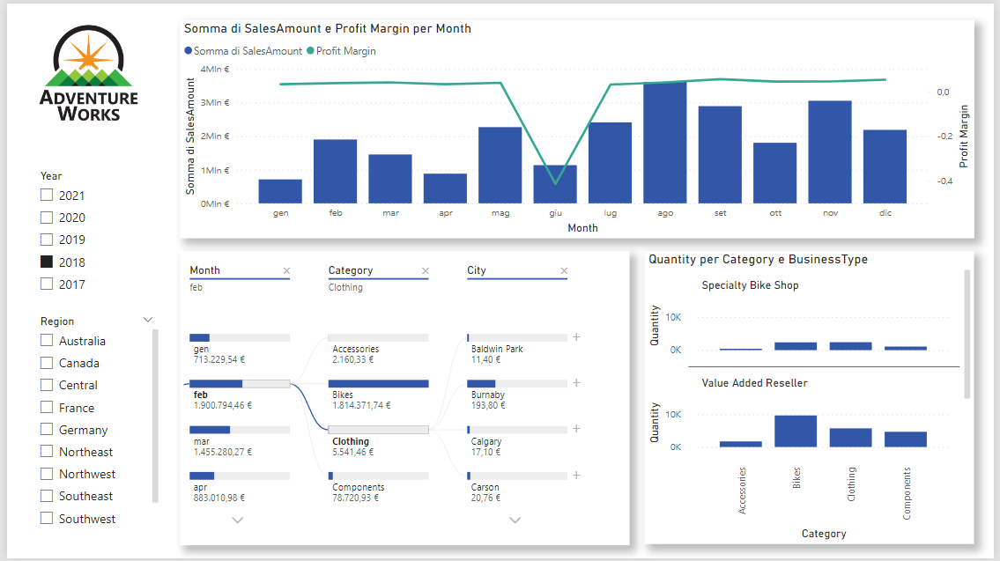 ADVENTURE
WORKS
Year
2021
2020
2019
2018
2017
Region
Australia
Canada
Central
France
Germany
Northeast
Northwest
Southeast
Southwest
Somma di SalesAmount e Profit Margin per Month
Somma di SalesAmount Profit Margin
Somma di SalesAmount
4Mln €
3Mln €
2Mln €
1Mln €
0Mln €
0,0
-0,2
-0,4
Profit Margin
gen feb mar apr mag giu lug ago set ott nov dic
Month
Month Category City
feb Clothing
gen
713.229,54 €
feb
1.900.794,46 €
mar
1.455.280,27 €
apr
883.010,98 €
Accessories
2.160,33 €
Bikes
1.814.371,74 €
Clothing
5.541,46 €
Components
78.720,93 €
Baldwin Park
11,40 €
Burnaby
193,80 €
Calgary
17,10 €
Carson
20,76 €
Quantity per Category e BusinessType
Specialty Bike Shop
Quantity
10K
0K
Value Added Reseller
Quantity
10K
0K
Accessories
Bikes
Clothing
Components
Category